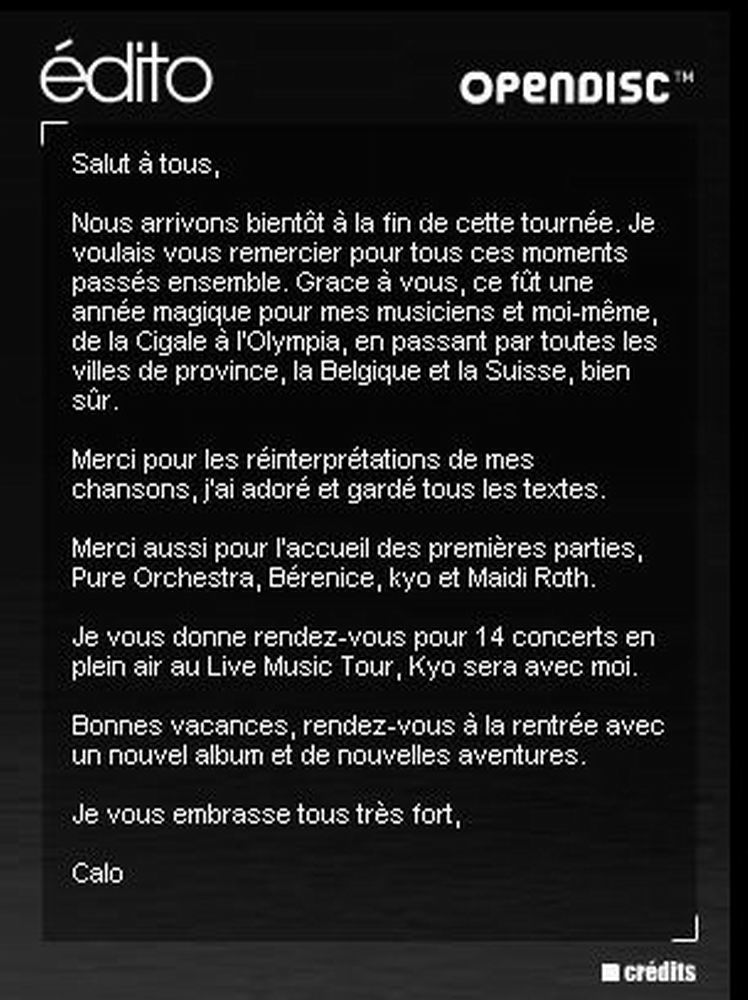 édito
OPENDISC™
Salut à tous,
Nous arrivons bientôt à la fin de cette tournée. Je
voulais vous remercier pour tous ces moments
passés ensemble. Grace à vous, ce fût une
année magique pour mes musiciens et moi-même,
de la Cigale à l'Olympia, en passant par toutes les
villes de province, la Belgique et la Suisse, bien
sûr.
Merci pour les réinterprétations de mes
chansons, j'ai adoré et gardé tous les textes.
Merci aussi pour l'accueil des premières parties,
Pure Orchestra, Bérenice, kyo et Maidi Roth.
Je vous donne rendez-vous pour 14 concerts en
plein air au Live Music Tour, Kyo sera avec moi.
Bonnes vacances, rendez-vous à la rentrée avec
un nouvel album et de nouvelles aventures.
Je vous embrasse tous très fort,
Calo
crédits